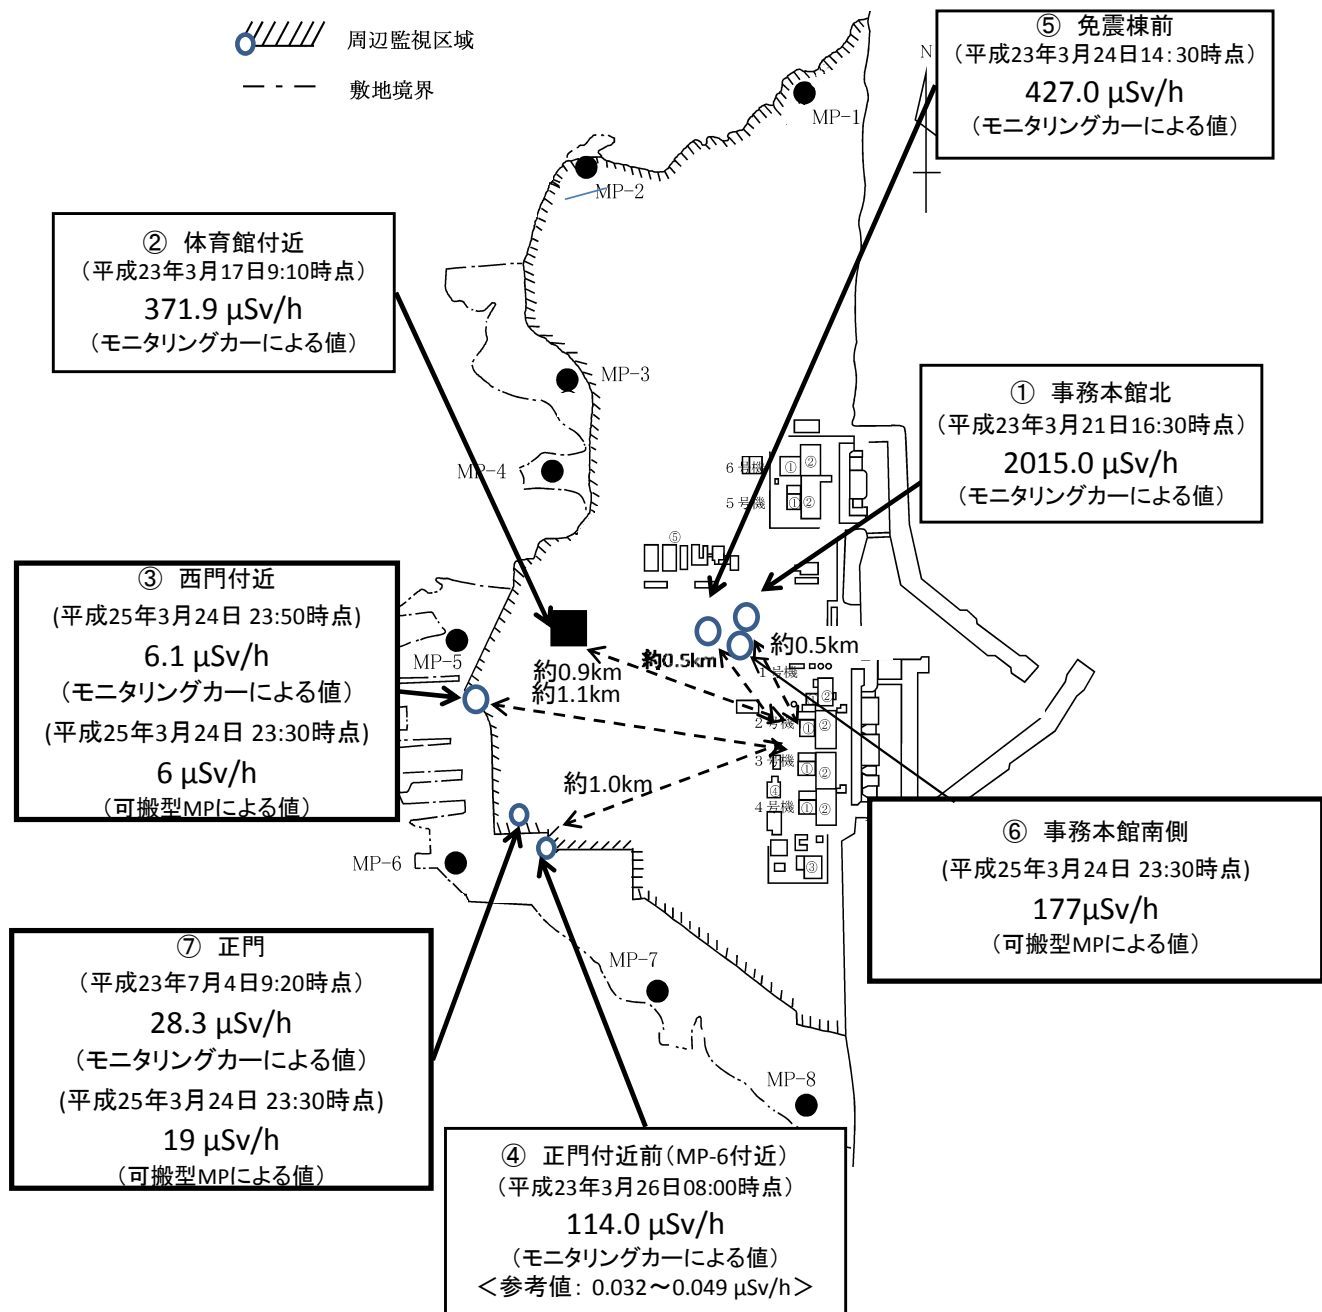 周辺監視区域
敷地境界
⑤ 免震棟前
(平成23年3月24日14:30時点)
427.0 μSv/h
(モニタリングカーによる値)
N
MP-1
MP-2
② 体育館付近
(平成23年3月17日9:10時点)
371.9 μSv/h
(モニタリングカーによる値)
MP-3
① 事務本館北
(平成23年3月21日16:30時点)
2015.0 μSv/h
(モニタリングカーによる値)
MP-4
6号機
① ②
5号機
① ②
⑤
③ 西門付近
(平成25年3月24日 23:50時点)
6.1 μSv/h
(モニタリングカーによる値)
(平成25年3月24日 23:30時点)
6 μSv/h
(可搬型MPによる値)
MP-5
約0.9km
約1.1km
約0.5km
約0.5km
1号機
②
2号機
① ②
3号機
① ②
約1.0km
④
4号機
① ②
③
MP-6
⑥ 事務本館南側
(平成25年3月24日 23:30時点)
177μSv/h
(可搬型MPによる値)
⑦ 正門
(平成23年7月4日9:20時点)
28.3 μSv/h
(モニタリングカーによる値)
(平成25年3月24日 23:30時点)
19 μSv/h
(可搬型MPによる値)
MP-7
MP-8
④ 正門付近前(MP-6付近)
(平成23年3月26日08:00時点)
114.0 μSv/h
(モニタリングカーによる値)
<参考値: 0.032～0.049 μSv/h>